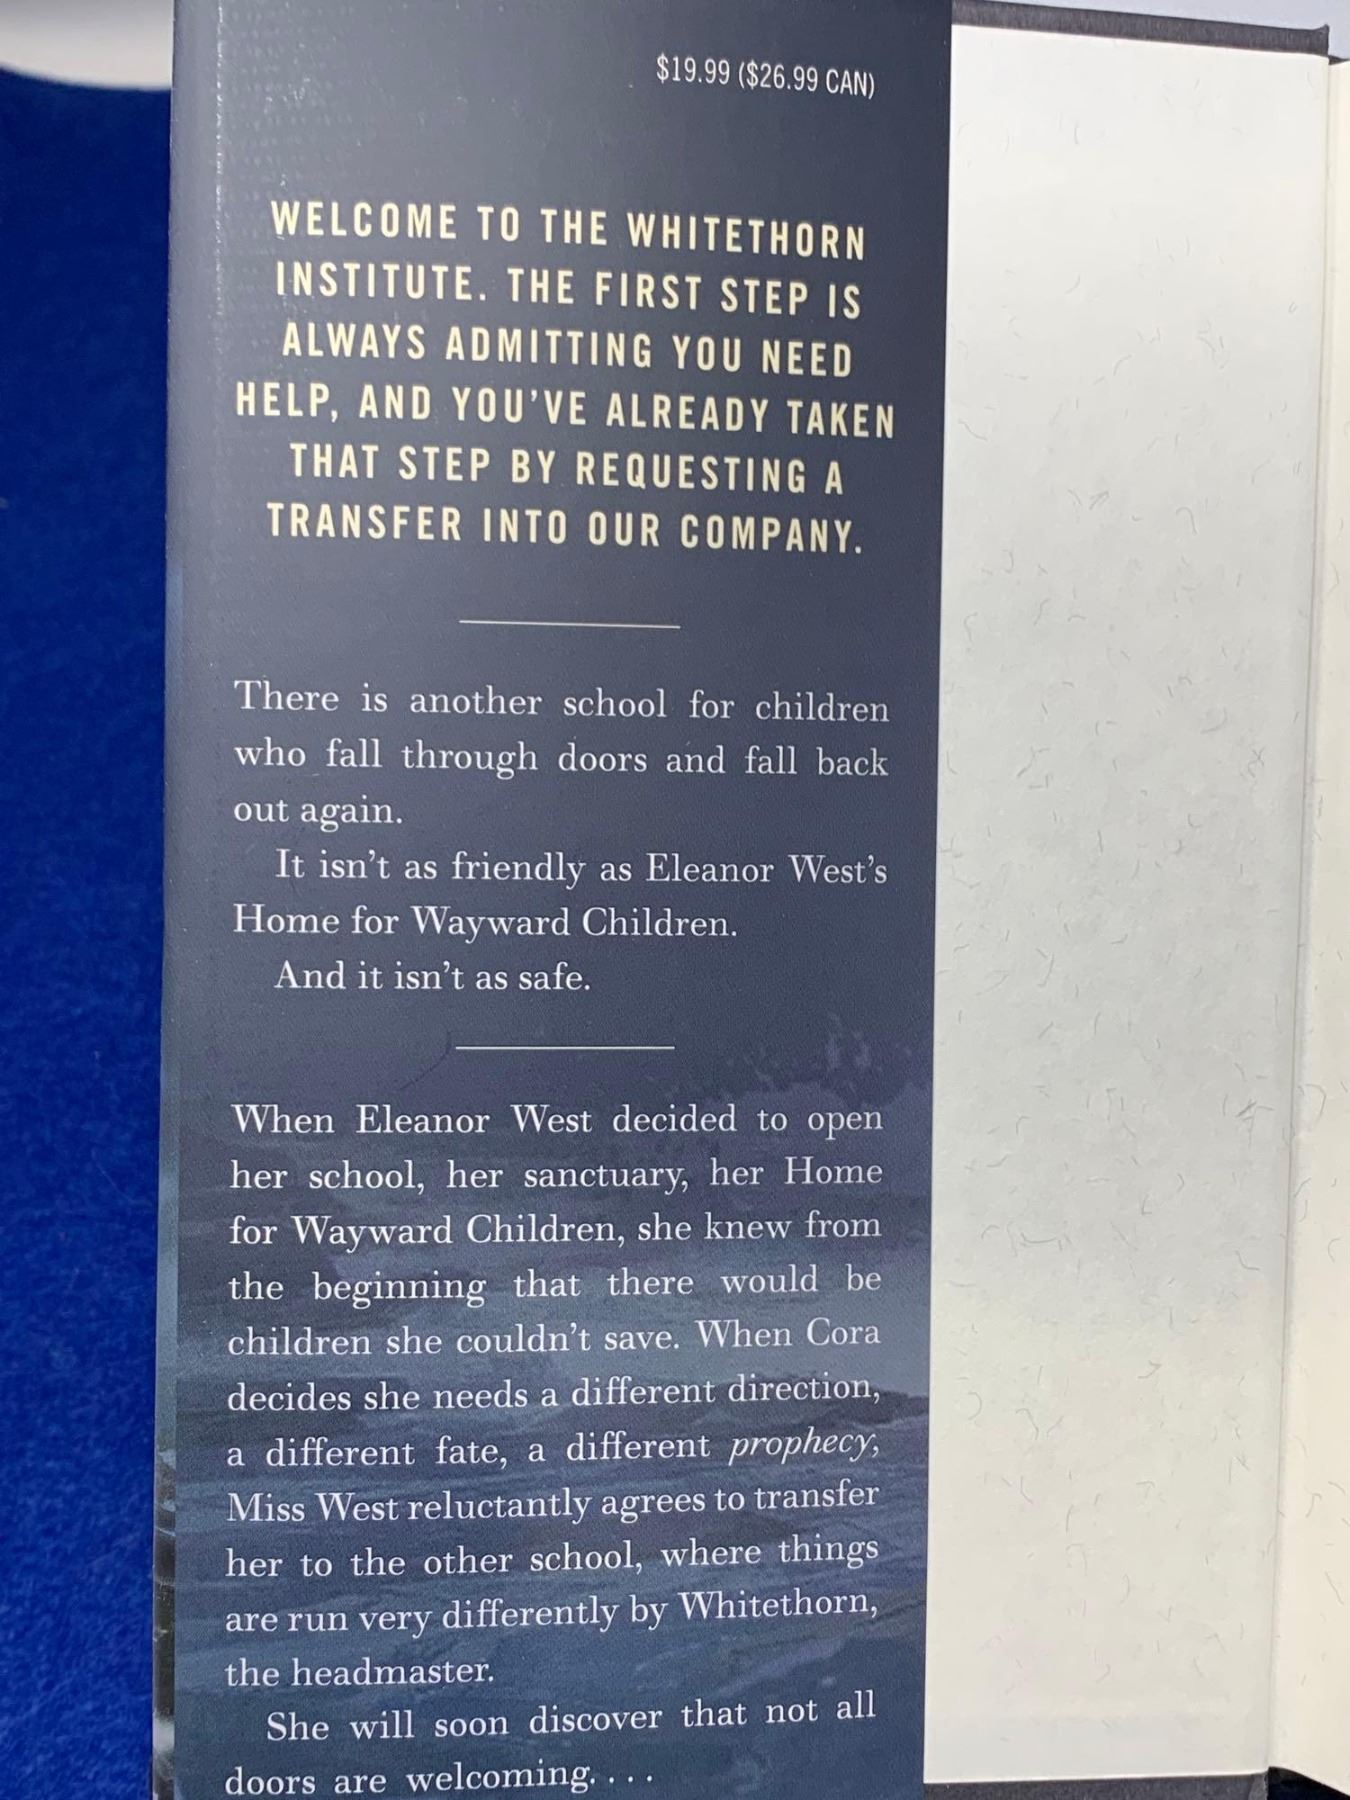 $19.99 ($26.99 CAN)
WELCOME TO THE WHITETHORN
INSTITUTE. THE FIRST STEP IS
ALWAYS ADMITTING YOU NEED
HELP, AND YOU'VE ALREADY TAKEN
THAT STEP BY REQUESTING A
TRANSFER INTO OUR COMPANY.
There is another school for children
who fall through doors and fall back
out again.
It isn't as friendly as Eleanor West's
Home for Wayward Children.
And it isn't as safe.
When Eleanor West decided to open
her school, her sanctuary, her Home
for Wayward Children, she knew from
the beginning that there would be
children she couldn't save. When Cora
decides she needs a different direction,
a different fate, a different prophecy,
Miss West reluctantly agrees to transfer
her to the other school, where things
are run very differently by Whitethorn,
the headmaster.
She will soon discover that not all
doors are welcoming. . . .